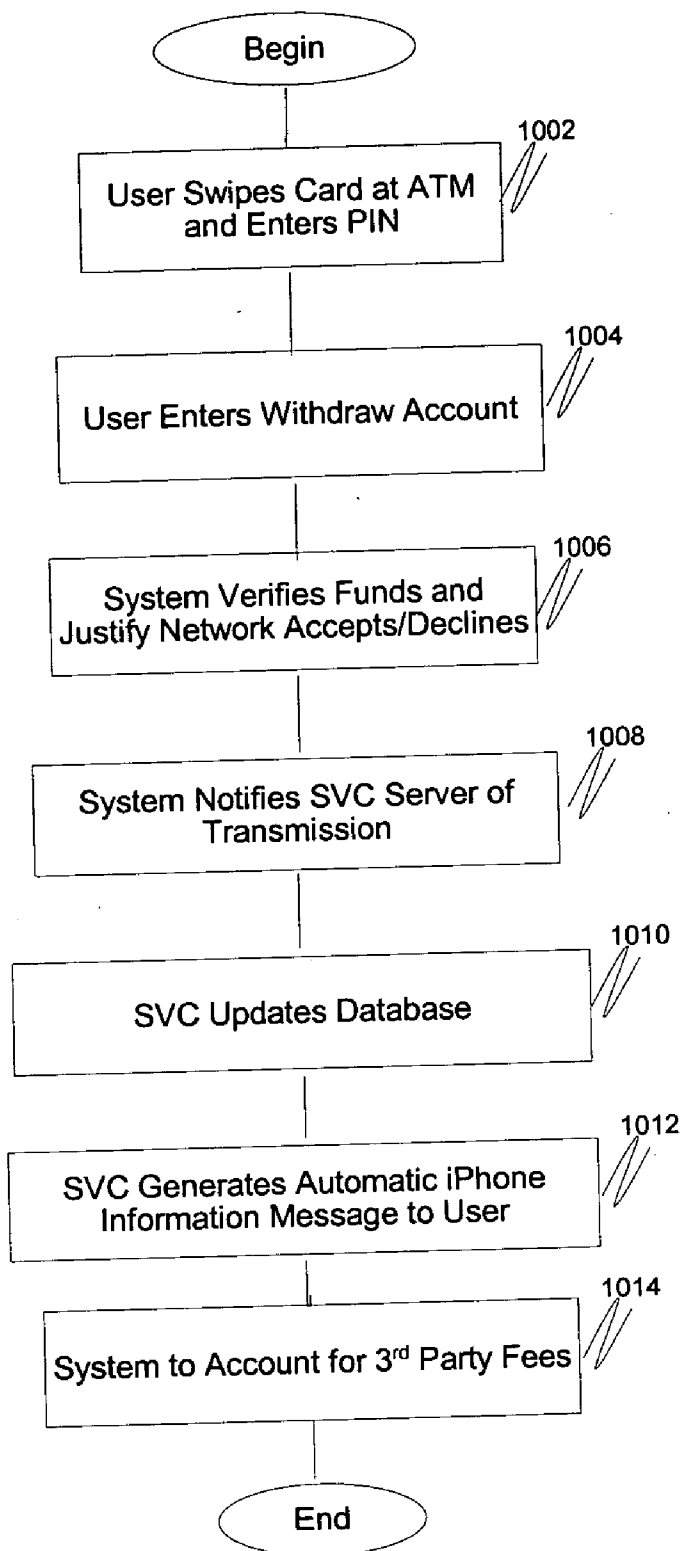 Begin
1002
User Swipes Card at ATM
and Enters PIN
1004
User Enters Withdraw Account
1006
System Verifies Funds and
Justify Network Accepts/Declines
1008
System Notifies SVC Server of
Transmission
1010
SVC Updates Database
1012
SVC Generates Automatic iPhone
Information Message to User
1014
System to Account for 3rd Party Fees
End